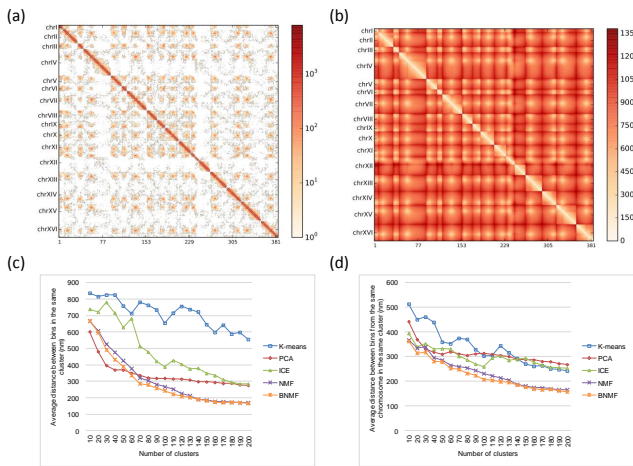 (a)
chrI
chrII
chrIII
chrIV
chrV
chrVI
chrVII
chrVIII
chrIX
chrX
chrXI
chrXII
chrXIII
chrXIV
chrXV
chrXVI
1 77 153 229 305 381
10³
10²
10¹
10⁰
(b)
chrI
chrII
chrIII
chrIV
chrV
chrVI
chrVII
chrVIII
chrIX
chrX
chrXI
chrXII
chrXIII
chrXIV
chrXV
chrXVI
1 77 153 229 305 381
135
120
105
900
750
600
450
300
150
0
(c)
Average distance between bins in the same
cluster (nm)
900
800
700
600
500
400
300
200
100
0
10 20 30 40 50 60 70 80 90 100 110 120 130 140 150 160 170 180 190 200
Number of clusters
K-means
PCA
ICE
NMF
BNMF
(d)
Average distance between bins from the same
chromosome in the same cluster (nm)
600
500
400
300
200
100
0
10 20 30 40 50 60 70 80 90 100 110 120 130 140 150 160 170 180 190 200
Number of clusters
K-means
PCA
ICE
NMF
BNMF